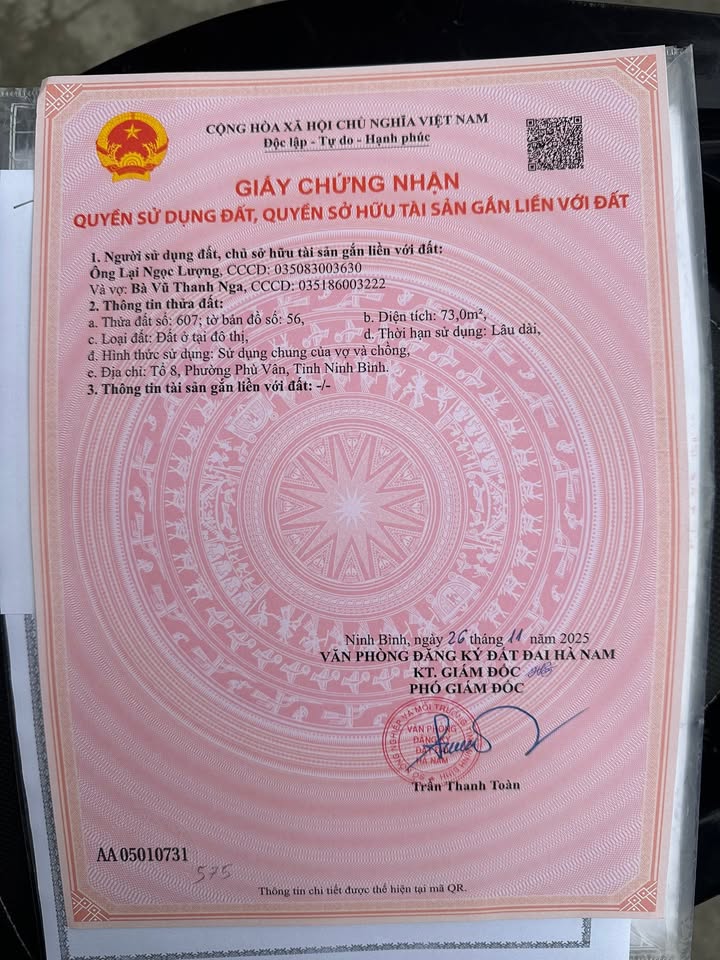 CỘNG HÒA XÃ HỘI CHỦ NGHĨA VIỆT NAM
Độc lập - Tự do - Hạnh phúc
GIẤY CHỨNG NHẬN
QUYỀN SỬ DỤNG ĐẤT, QUYỀN SỞ HỮU TÀI SẢN GẮN LIỀN VỚI ĐẤT
1. Người sử dụng đất, chủ sở hữu tài sản gắn liền với đất:
Ông Lại Ngọc Lượng, CCCD: 035083003630
Và vợ: Bà Vũ Thanh Nga, CCCD: 035186003222
2. Thông tin thửa đất:
a. Thửa đất số: 607; tờ bản đồ số: 56, b. Diện tích: 73,0m²,
c. Loại đất: Đất ở tại đô thị, d. Thời hạn sử dụng: Lâu dài,
đ. Hình thức sử dụng: Sử dụng chung của vợ và chồng,
e. Địa chỉ: Tổ 8, Phường Phù Vân, Tỉnh Ninh Bình.
3. Thông tin tài sản gắn liền với đất: -/-
Ninh Bình, ngày 26 tháng 11 năm 2025
VĂN PHÒNG ĐĂNG KÝ ĐẤT ĐAI HÀ NAM
KT. GIÁM ĐỐC
PHÓ GIÁM ĐỐC
VĂN PHÒNG
ĐĂNG KÝ
HÀ NAM
Trần Thanh Toàn
AA 05010731
575
Thông tin chi tiết được thể hiện tại mã QR.